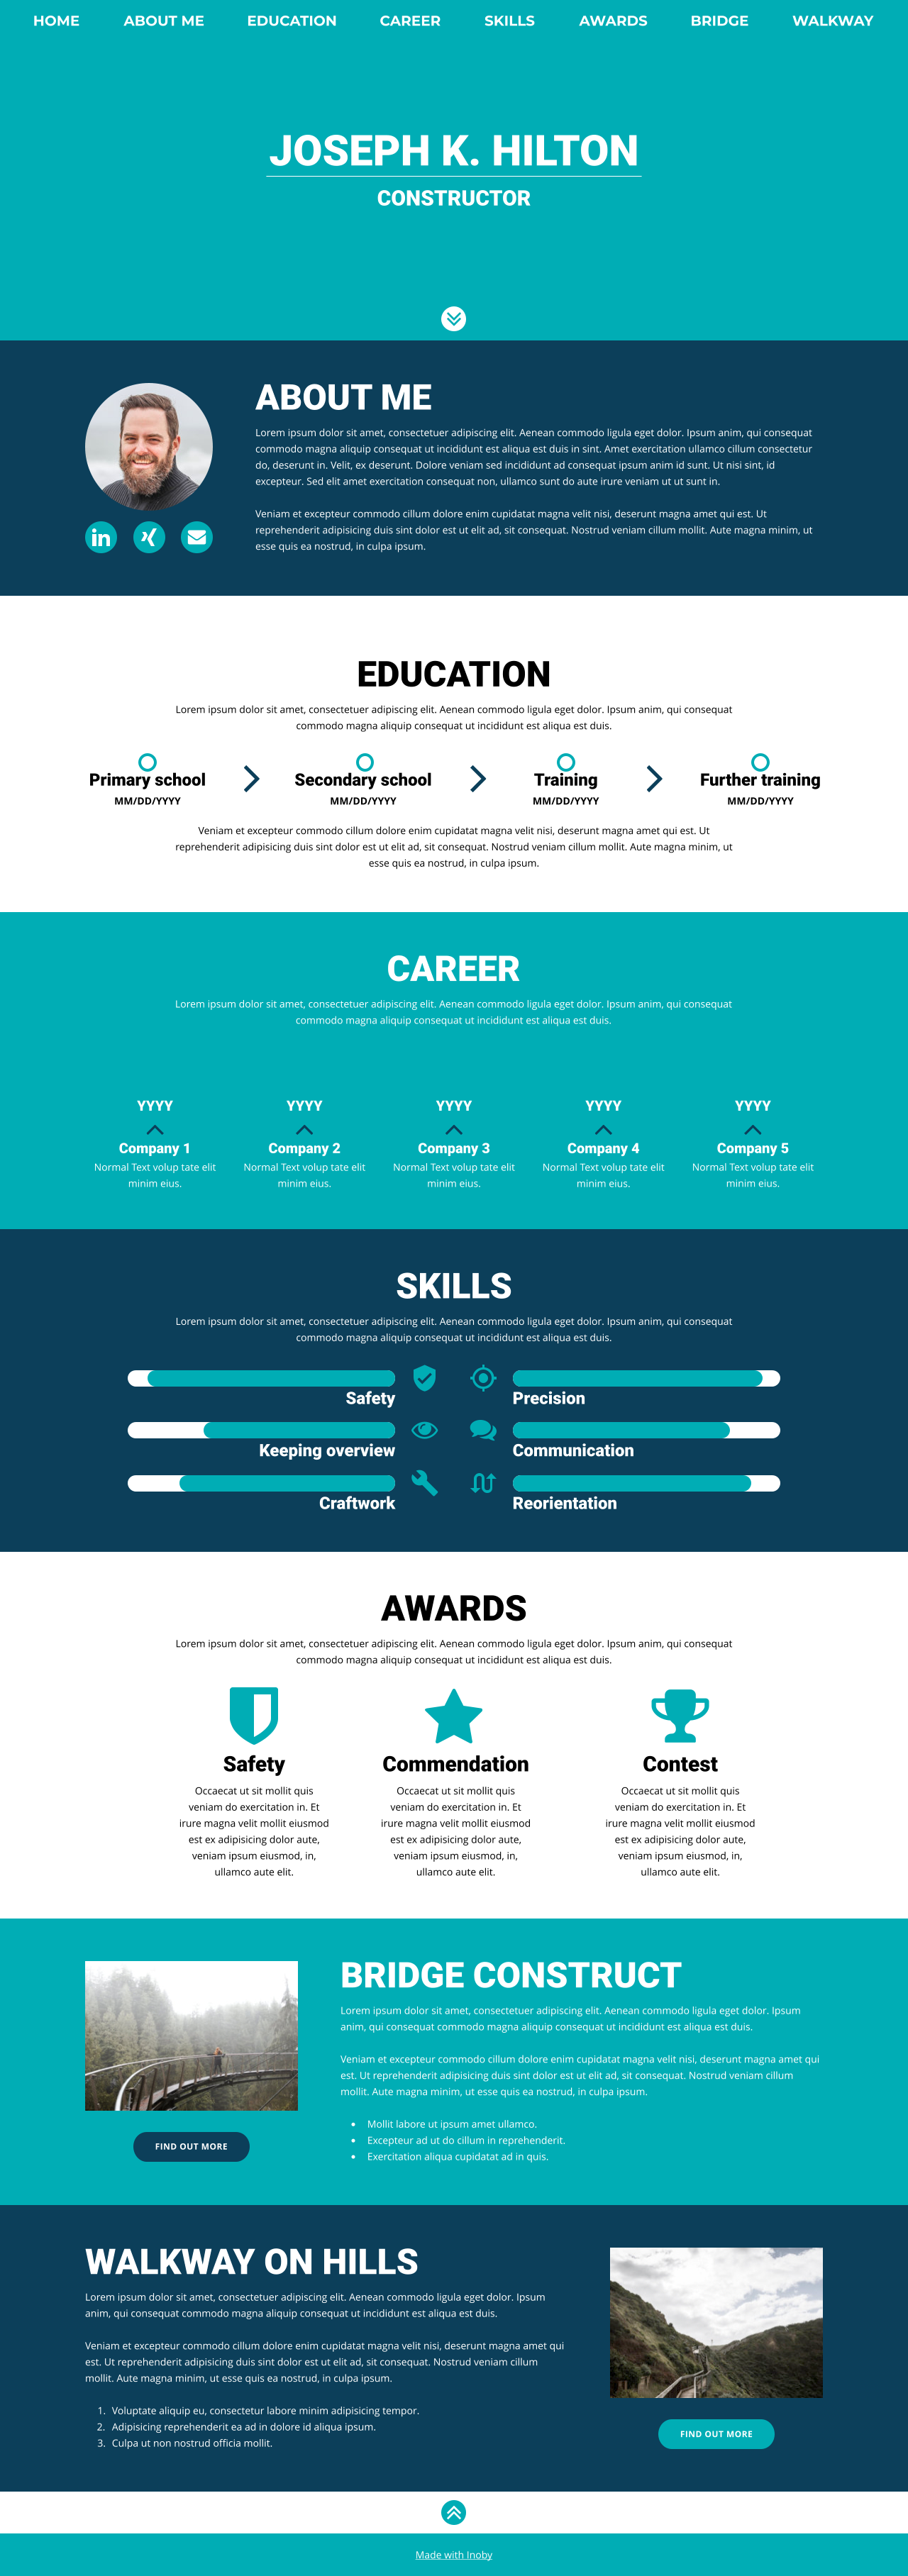 HOME ABOUT ME EDUCATION CAREER SKILLS AWARDS BRIDGE WALKWAY
JOSEPH K. HILTON
CONSTRUCTOR
ABOUT ME
Lorem ipsum dolor sit amet, consectetuer adipiscing elit. Aenean commodo ligula eget dolor. Ipsum anim, qui consequat
commodo magna aliquip consequat ut incididunt est aliqua est duis in sint. Amet exercitation ullamco cillum consectetur
do, deserunt in. Velit, ex deserunt. Dolore veniam sed incididunt ad consequat ipsum anim id sunt. Ut nisi sint, id
excepteur. Sed elit amet exercitation consequat non, ullamco sunt do aute irure veniam ut ut sunt in.
Veniam et excepteur commodo cillum dolore enim cupidatat magna velit nisi, deserunt magna amet qui est. Ut
reprehenderit adipisicing duis sint dolor est ut elit ad, sit consequat. Nostrud veniam cillum mollit. Aute magna minim, ut
esse quis ea nostrud, in culpa ipsum.
in
EDUCATION
Lorem ipsum dolor sit amet, consectetuer adipiscing elit. Aenean commodo ligula eget dolor. Ipsum anim, qui consequat
commodo magna aliquip consequat ut incididunt est aliqua est duis.
Primary school Secondary school Training Further training
MM/DD/YYYY MM/DD/YYYY MM/DD/YYYY MM/DD/YYYY
Veniam et excepteur commodo cillum dolore enim cupidatat magna velit nisi, deserunt magna amet qui est. Ut
reprehenderit adipisicing duis sint dolor est ut elit ad, sit consequat. Nostrud veniam cillum mollit. Aute magna minim, ut
esse quis ea nostrud, in culpa ipsum.
CAREER
Lorem ipsum dolor sit amet, consectetuer adipiscing elit. Aenean commodo ligula eget dolor. Ipsum anim, qui consequat
commodo magna aliquip consequat ut incididunt est aliqua est duis.
YYYY YYYY YYYY YYYY YYYY
Company 1 Company 2 Company 3 Company 4 Company 5
Normal Text volup tate elit Normal Text volup tate elit Normal Text volup tate elit Normal Text volup tate elit Normal Text volup tate elit
minim eius. minim eius. minim eius. minim eius. minim eius.
SKILLS
Lorem ipsum dolor sit amet, consectetuer adipiscing elit. Aenean commodo ligula eget dolor. Ipsum anim, qui consequat
commodo magna aliquip consequat ut incididunt est aliqua est duis.
Safety Precision
Keeping overview Communication
Craftwork Reorientation
AWARDS
Lorem ipsum dolor sit amet, consectetuer adipiscing elit. Aenean commodo ligula eget dolor. Ipsum anim, qui consequat
commodo magna aliquip consequat ut incididunt est aliqua est duis.
Safety
Occaecat ut sit mollit quis
veniam do exercitation in. Et
irure magna velit mollit eiusmod
est ex adipisicing dolor aute,
veniam ipsum eiusmod, in,
ullamco aute elit.
Commendation
Occaecat ut sit mollit quis
veniam do exercitation in. Et
irure magna velit mollit eiusmod
est ex adipisicing dolor aute,
veniam ipsum eiusmod, in,
ullamco aute elit.
Contest
Occaecat ut sit mollit quis
veniam do exercitation in. Et
irure magna velit mollit eiusmod
est ex adipisicing dolor aute,
veniam ipsum eiusmod, in,
ullamco aute elit.
BRIDGE CONSTRUCT
Lorem ipsum dolor sit amet, consectetuer adipiscing elit. Aenean commodo ligula eget dolor. Ipsum
anim, qui consequat commodo magna aliquip consequat ut incididunt est aliqua est duis.
Veniam et excepteur commodo cillum dolore enim cupidatat magna velit nisi, deserunt magna amet qui
est. Ut reprehenderit adipisicing duis sint dolor est ut elit ad, sit consequat. Nostrud veniam cillum
mollit. Aute magna minim, ut esse quis ea nostrud, in culpa ipsum.
• Mollit labore ut ipsum amet ullamco.
• Excepteur ad ut do cillum in reprehenderit.
• Exercitation aliqua cupidatat ad in quis.
FIND OUT MORE
WALKWAY ON HILLS
Lorem ipsum dolor sit amet, consectetuer adipiscing elit. Aenean commodo ligula eget dolor. Ipsum
anim, qui consequat commodo magna aliquip consequat ut incididunt est aliqua est duis.
Veniam et excepteur commodo cillum dolore enim cupidatat magna velit nisi, deserunt magna amet qui
est. Ut reprehenderit adipisicing duis sint dolor est ut elit ad, sit consequat. Nostrud veniam cillum
mollit. Aute magna minim, ut esse quis ea nostrud, in culpa ipsum.
1. Voluptate aliquip eu, consectetur labore minim adipisicing tempor.
2. Adipisicing reprehenderit ea ad in dolore id aliqua ipsum.
3. Culpa ut non nostrud officia mollit.
FIND OUT MORE
Made with Inoby